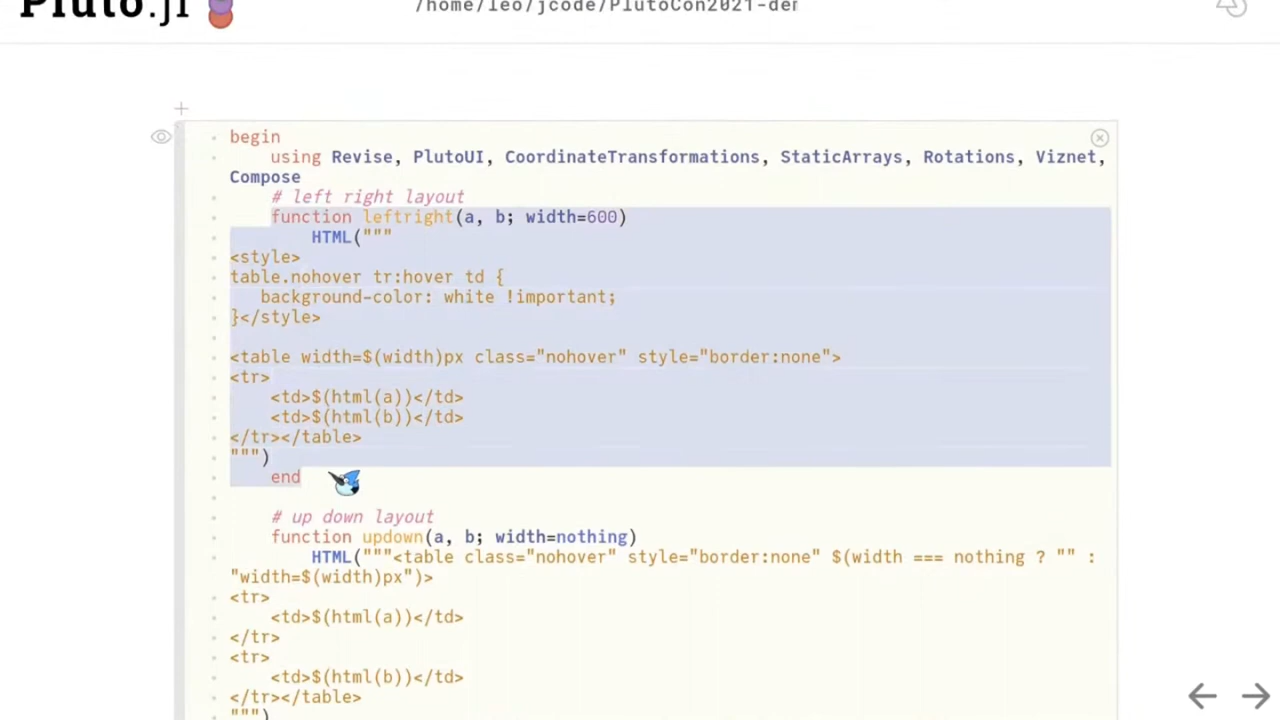 Pluto.jl
/home/leo/jcode/PlutoCon2021-de
begin
    using Revise, PlutoUI, CoordinateTransformations, StaticArrays, Rotations, Viznet,
Compose
    # left right layout
    function leftright(a, b; width=600)
        HTML("""
<style>
table.nohover tr:hover td {
   background-color: white !important;
}</style>

<table width=$(width)px class="nohover" style="border:none">
<tr>
    <td>$(html(a))</td>
    <td>$(html(b))</td>
</tr></table>
""")
    end

    # up down layout
    function updown(a, b; width=nothing)
        HTML("""<table class="nohover" style="border:none" $(width === nothing ? "" :
"width=$(width)px")>
<tr>
    <td>$(html(a))</td>
</tr>
<tr>
    <td>$(html(b))</td>
</tr></table>
""")